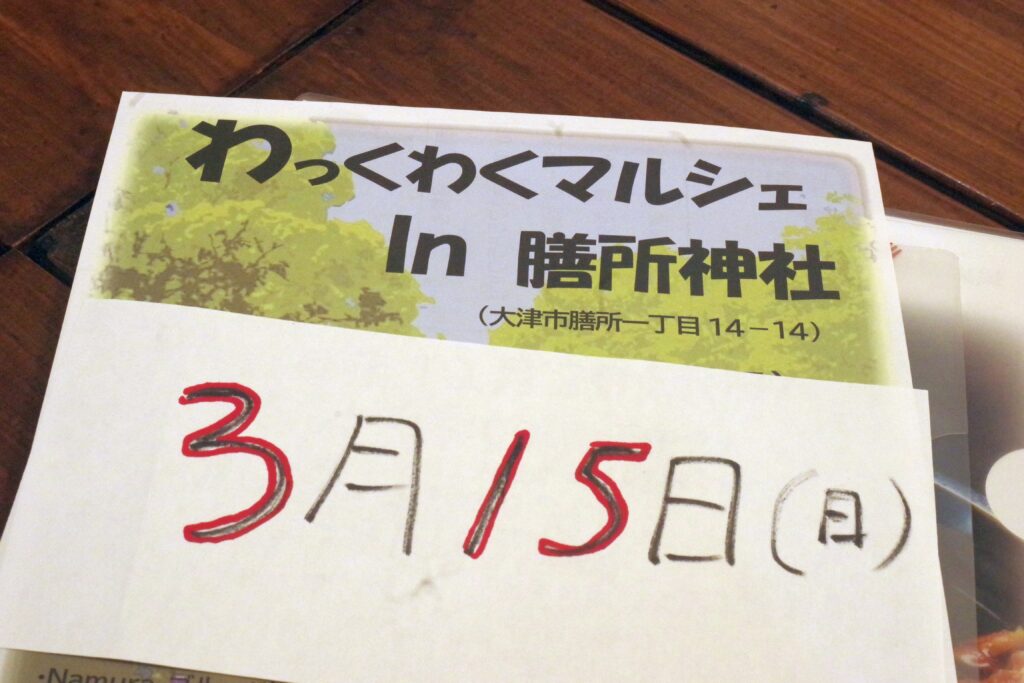 わっくわくマルシェ
In 膳所神社
（大津市膳所一丁目14－14）
3月15日(日)
・Namura